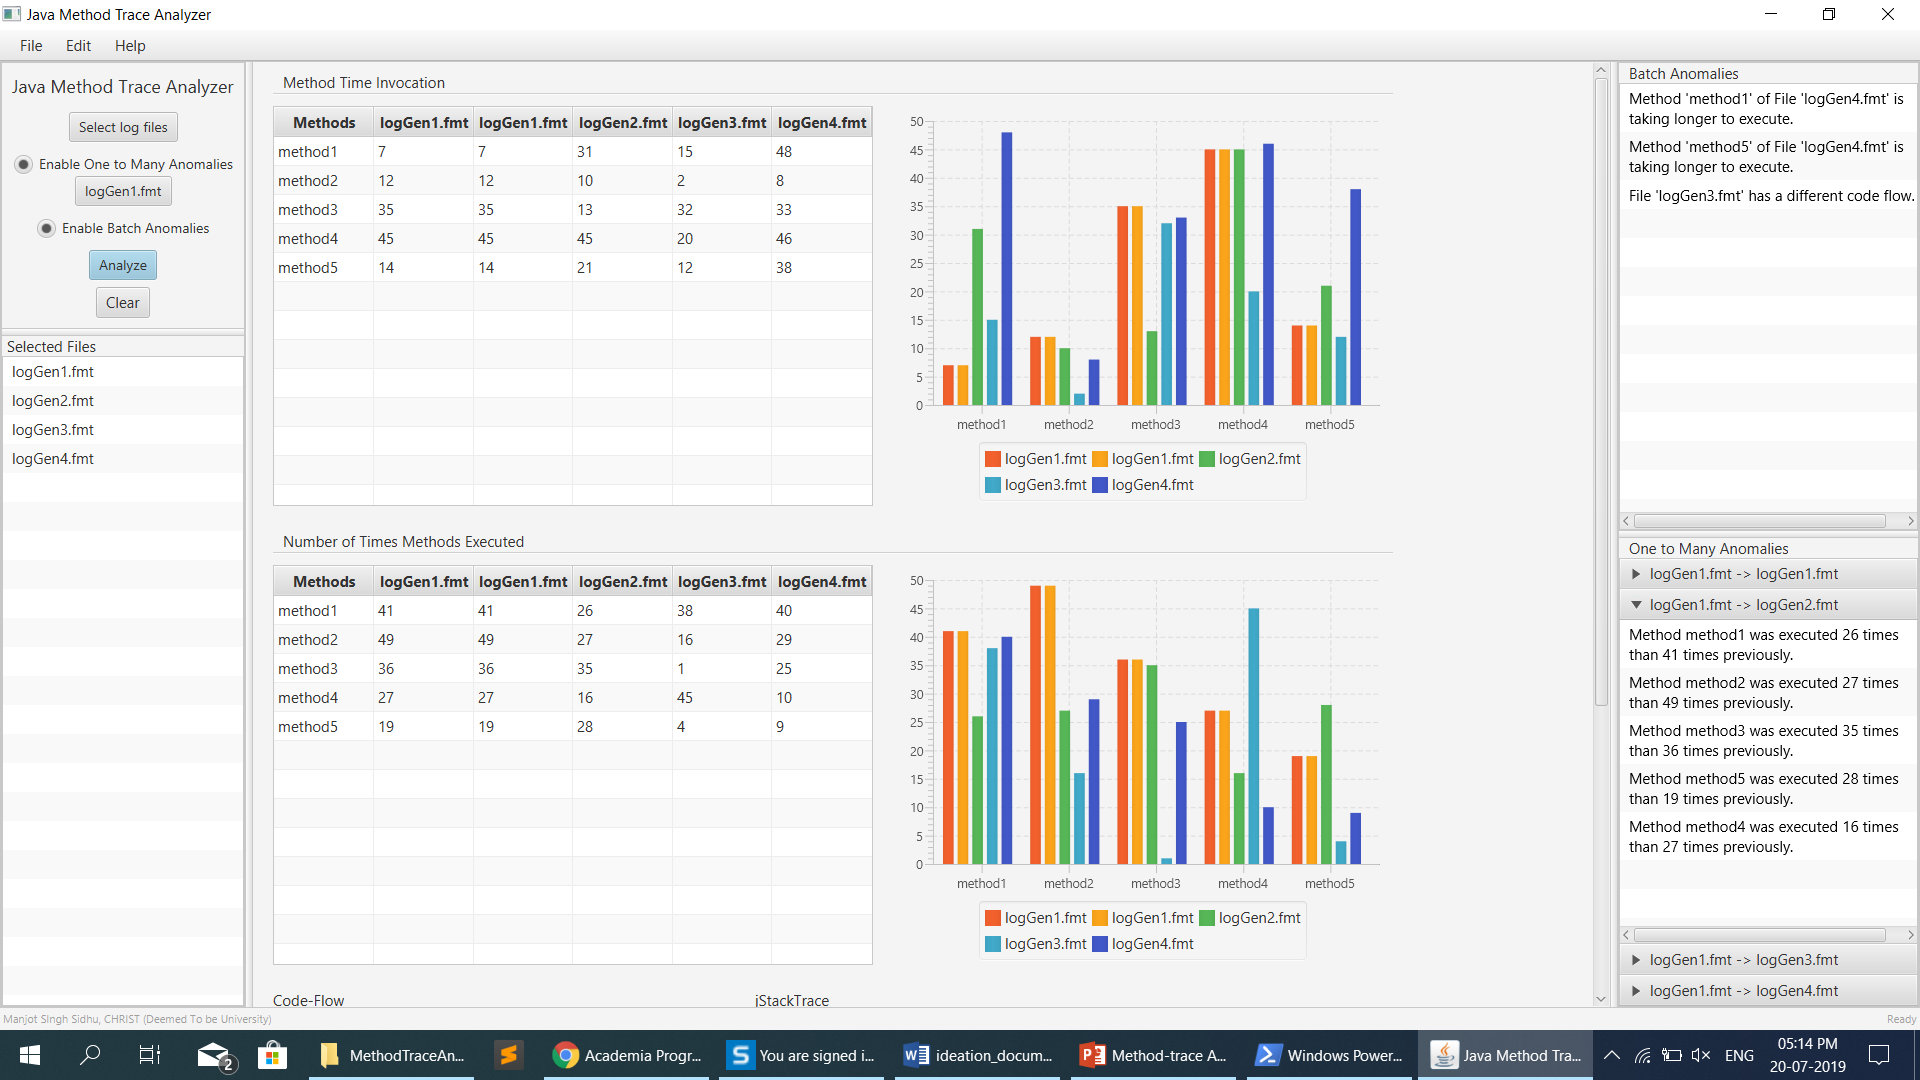 Java Method Trace Analyzer
File Edit Help
Java Method Trace Analyzer
Select log files
Enable One to Many Anomalies
logGen1.fmt
Enable Batch Anomalies
Analyze
Clear
Selected Files
logGen1.fmt
logGen2.fmt
logGen3.fmt
logGen4.fmt
Method Time Invocation
Methods logGen1.fmt logGen1.fmt logGen2.fmt logGen3.fmt logGen4.fmt
method1 7 7 31 15 48
method2 12 12 10 2 8
method3 35 35 13 32 33
method4 45 45 45 20 46
method5 14 14 21 12 38
50
45
40
35
30
25
20
15
10
5
0
method1 method2 method3 method4 method5
logGen1.fmt logGen1.fmt logGen2.fmt
logGen3.fmt logGen4.fmt
Number of Times Methods Executed
Methods logGen1.fmt logGen1.fmt logGen2.fmt logGen3.fmt logGen4.fmt
method1 41 41 26 38 40
method2 49 49 27 16 29
method3 36 36 35 1 25
method4 27 27 16 45 10
method5 19 19 28 4 9
50
45
40
35
30
25
20
15
10
5
0
method1 method2 method3 method4 method5
logGen1.fmt logGen1.fmt logGen2.fmt
logGen3.fmt logGen4.fmt
Code-Flow jStackTrace
Batch Anomalies
Method 'method1' of File 'logGen4.fmt' is
taking longer to execute.
Method 'method5' of File 'logGen4.fmt' is
taking longer to execute.
File 'logGen3.fmt' has a different code flow.
One to Many Anomalies
logGen1.fmt -> logGen1.fmt
logGen1.fmt -> logGen2.fmt
Method method1 was executed 26 times
than 41 times previously.
Method method2 was executed 27 times
than 49 times previously.
Method method3 was executed 35 times
than 36 times previously.
Method method5 was executed 28 times
than 19 times previously.
Method method4 was executed 16 times
than 27 times previously.
logGen1.fmt -> logGen3.fmt
logGen1.fmt -> logGen4.fmt
Manjot SIngh Sidhu, CHRIST (Deemed To be University) Ready
2 MethodTraceAn... Academia Progr... S You are signed i... ideation_docum... Method-trace A... Windows Power... Java Method Tra... ENG
05:14 PM
20-07-2019